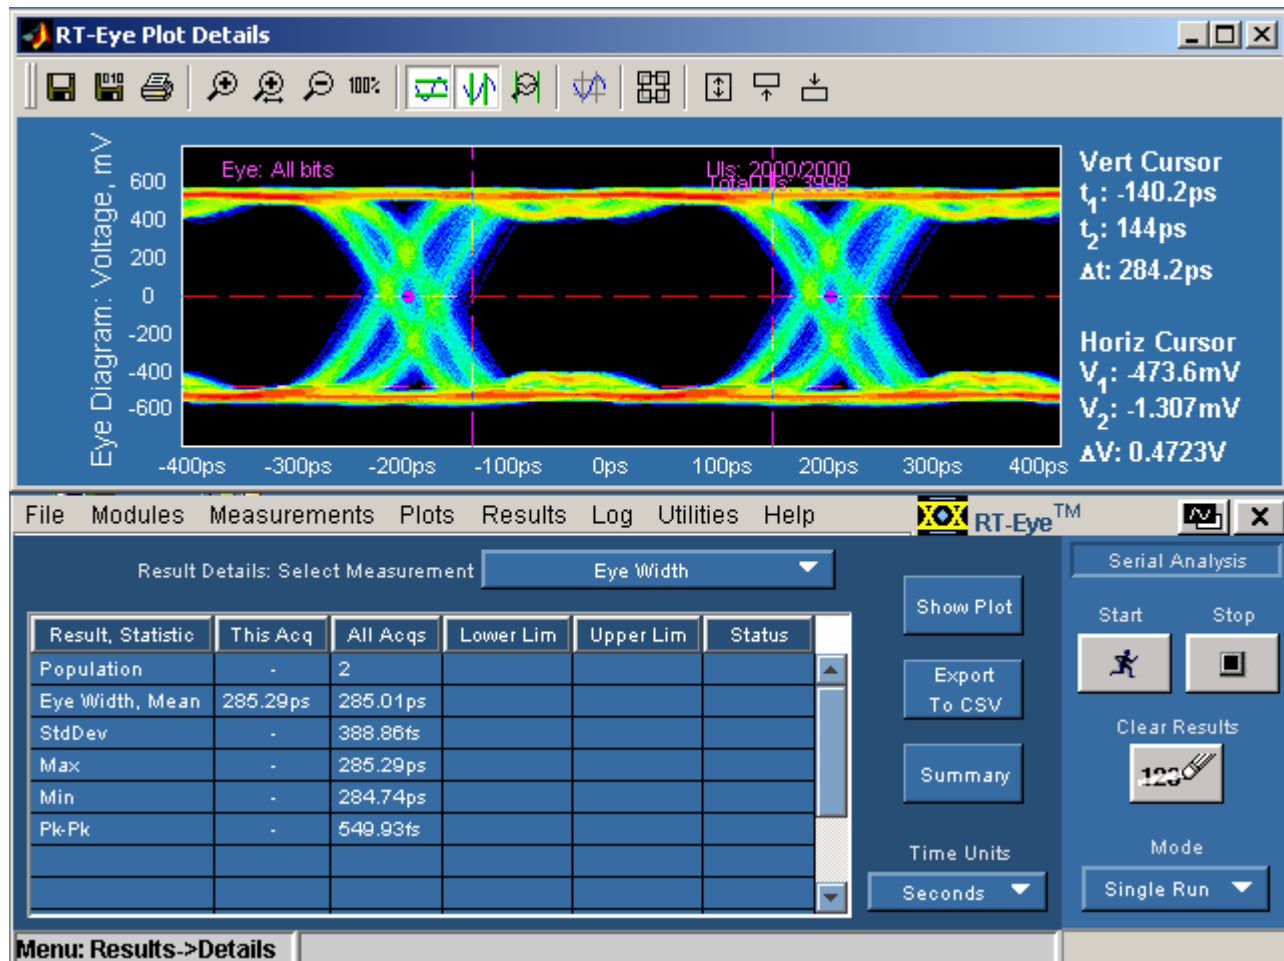 RT-Eye Plot Details
100%
Eye: All bits
UIs: 2000/2000
Total UIs: 3998
Eye Diagram: Voltage, mV
600
400
200
0
-200
-400
-600
-400ps -300ps -200ps -100ps 0ps 100ps 200ps 300ps 400ps
Vert Cursor
t1: -140.2ps
t2: 144ps
Δt: 284.2ps
Horiz Cursor
V1: -473.6mV
V2: -1.307mV
ΔV: 0.4723V
File Modules Measurements Plots Results Log Utilities Help
RT-Eye™
Result Details: Select Measurement Eye Width
Result, Statistic This Acq All Acqs Lower Lim Upper Lim Status
Population - 2
Eye Width, Mean 285.29ps 285.01ps
StdDev - 388.86fs
Max - 285.29ps
Min - 284.74ps
Pk-Pk - 549.93fs
Show Plot
Export
To CSV
Summary
Time Units
Seconds
Serial Analysis
Start Stop
Clear Results
123
Mode
Single Run
Menu: Results->Details